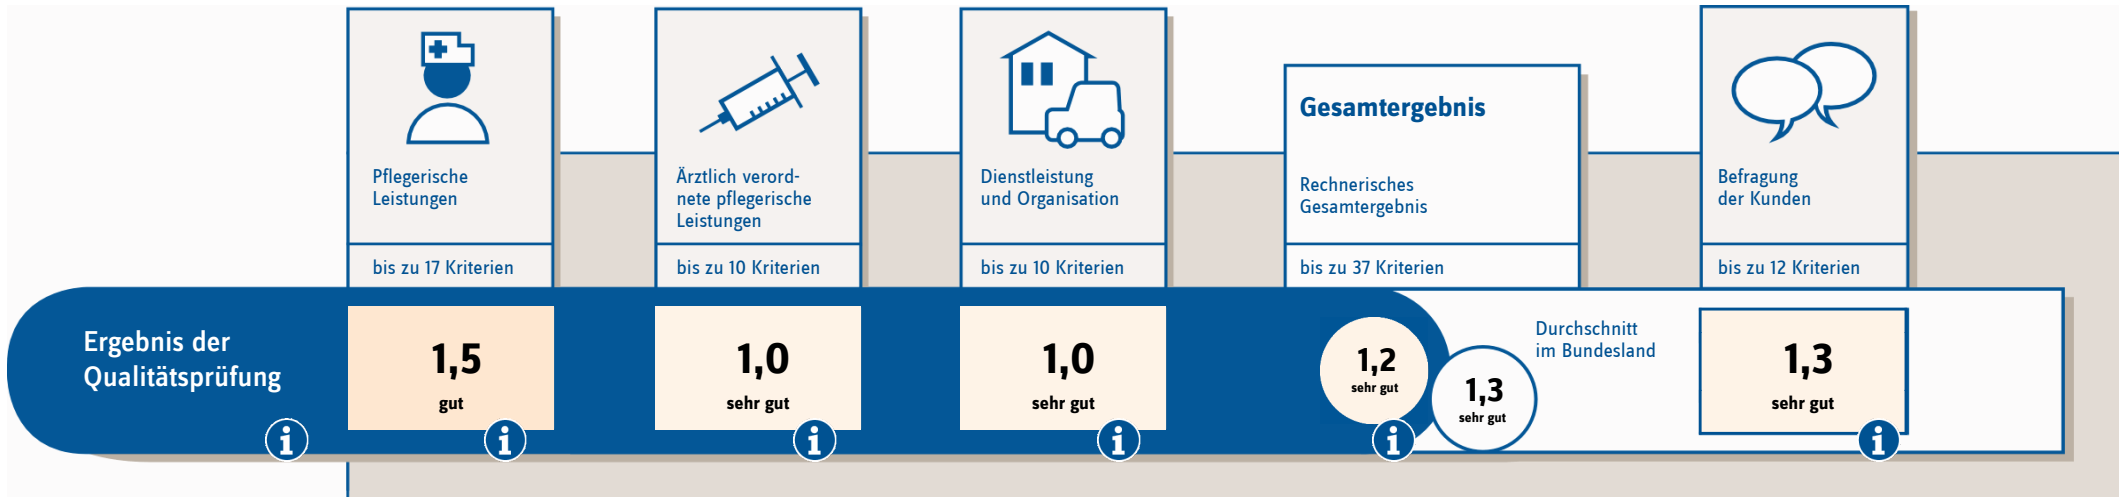 Pflegerische
Leistungen
bis zu 17 Kriterien
Ärztlich verord-
nete pflegerische
Leistungen
bis zu 10 Kriterien
Dienstleistung
und Organisation
bis zu 10 Kriterien
Gesamtergebnis
Rechnerisches
Gesamtergebnis
bis zu 37 Kriterien
Befragung
der Kunden
bis zu 12 Kriterien
Ergebnis der
Qualitätsprüfung
i
1,5
gut
i
1,0
sehr gut
i
1,0
sehr gut
i
1,2
sehr gut
i
1,3
sehr gut
Durchschnitt
im Bundesland
1,3
sehr gut
i